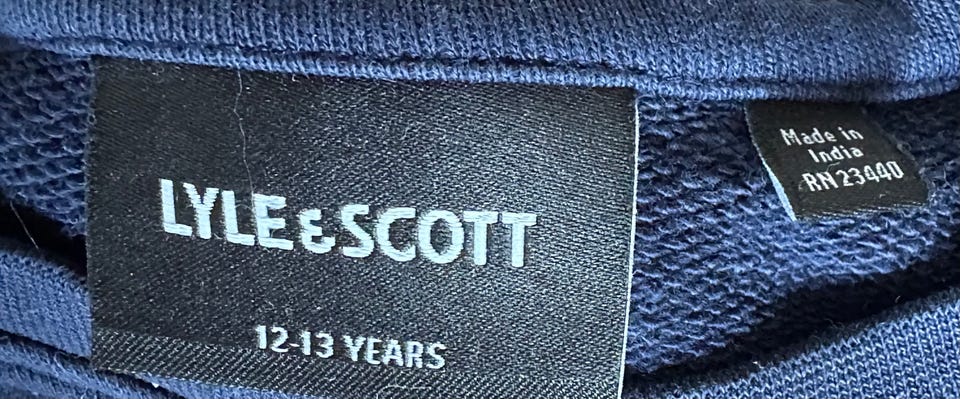 LYLE & SCOTT
12-13 YEARS
Made in
India
RN 23440